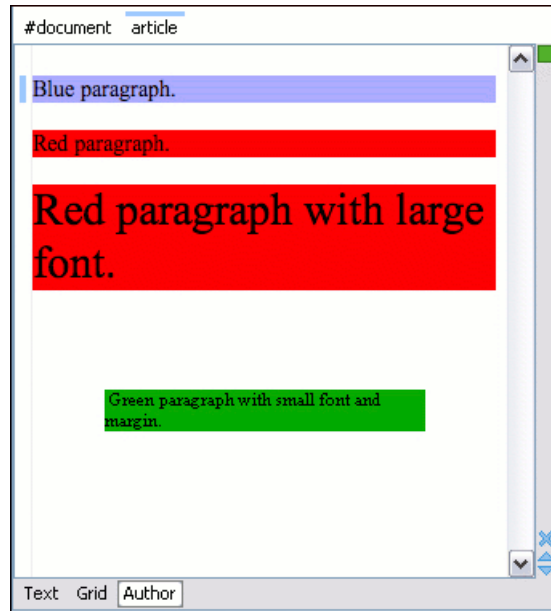 #document article
Blue paragraph.
Red paragraph.
Red paragraph with large
font.
Green paragraph with small font and
margin.
Text Grid Author